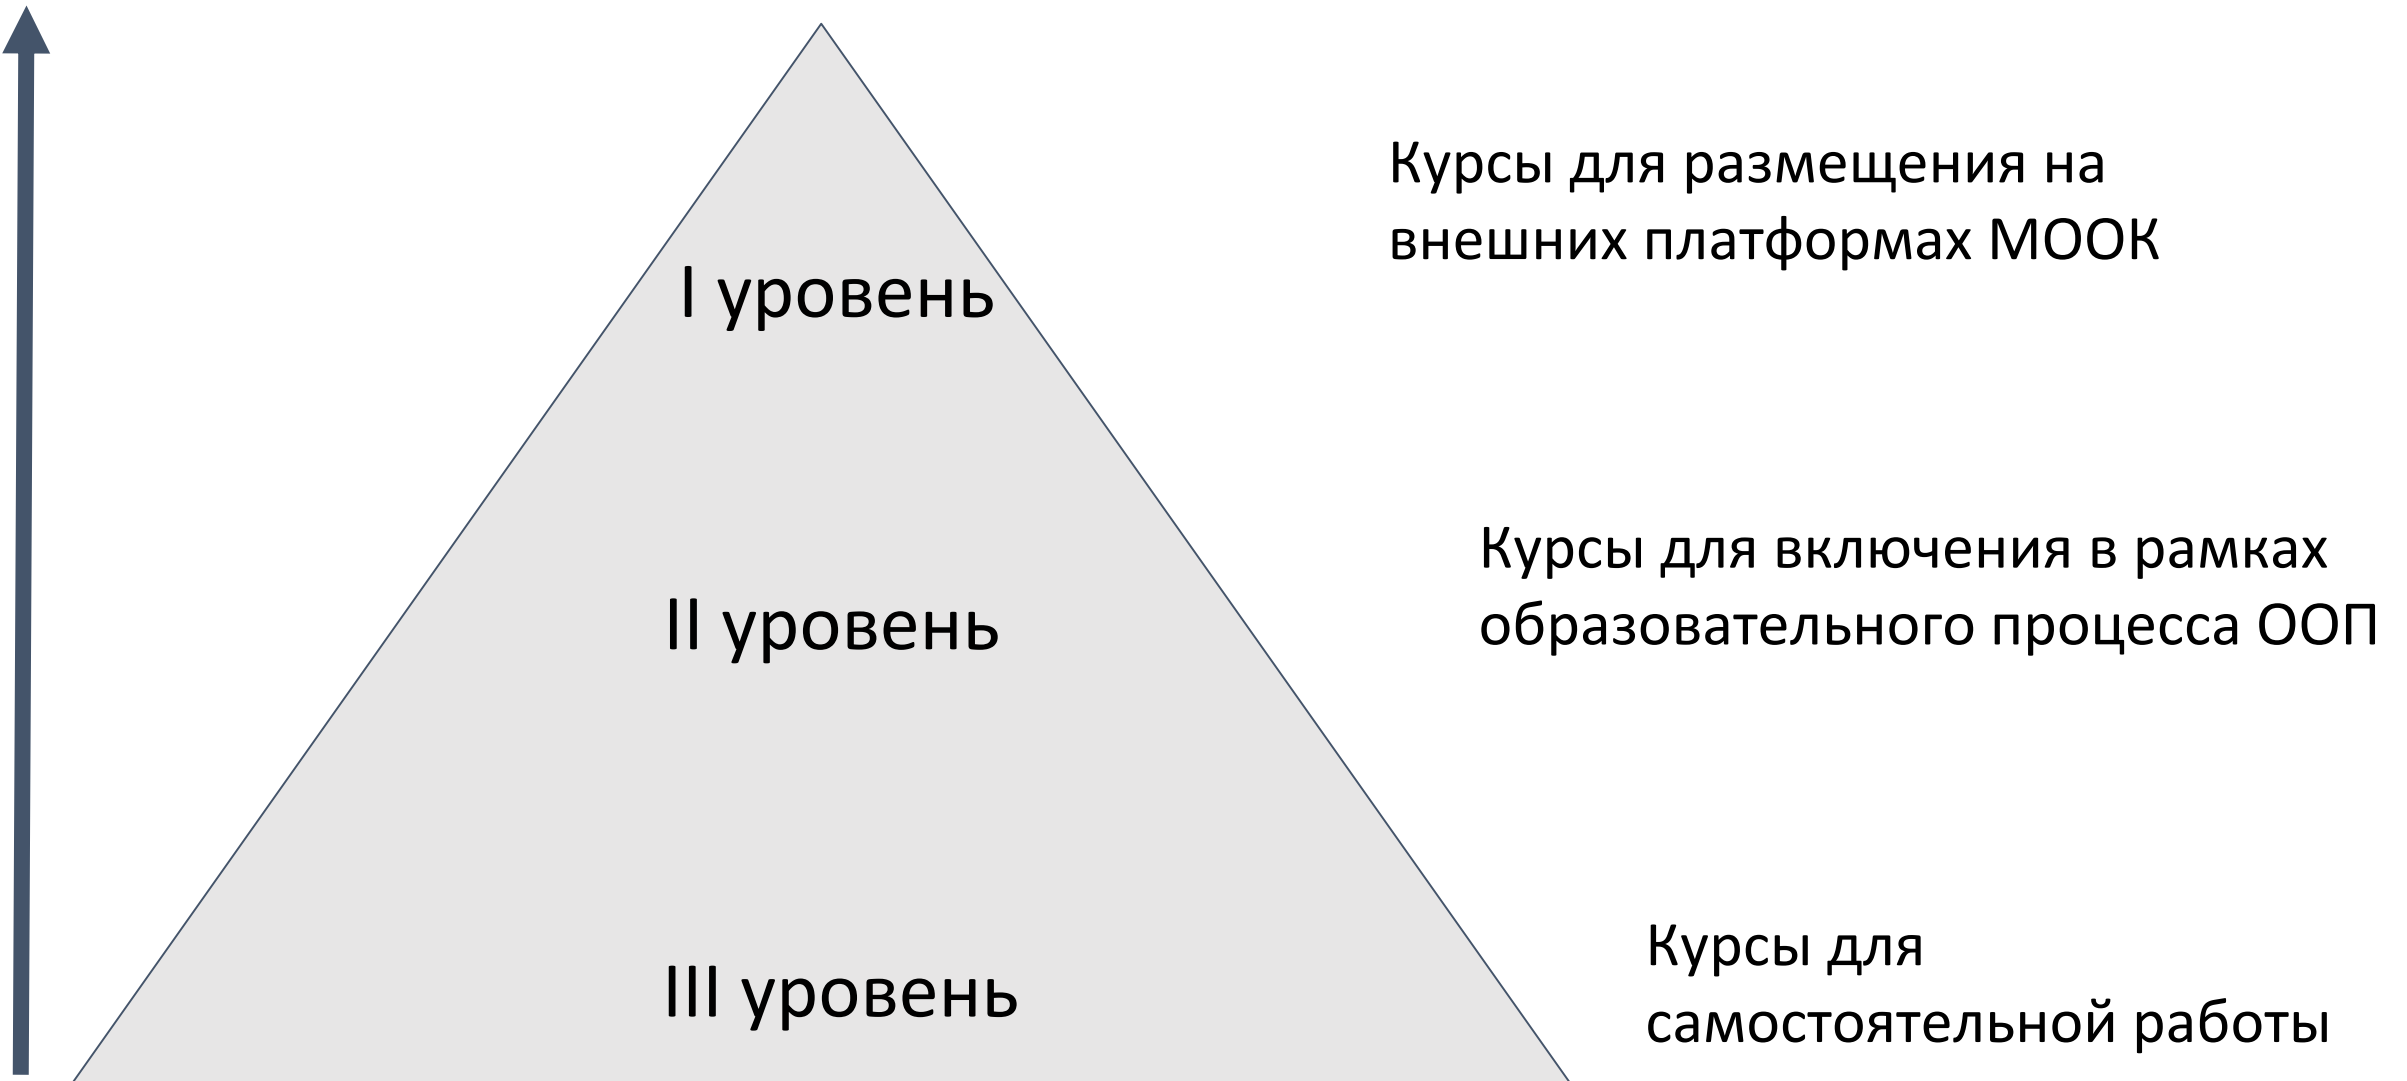 Курсы для размещения на
внешних платформах МООК
I уровень
Курсы для включения в рамках
образовательного процесса ООП
II уровень
Курсы для
самостоятельной работы
III уровень